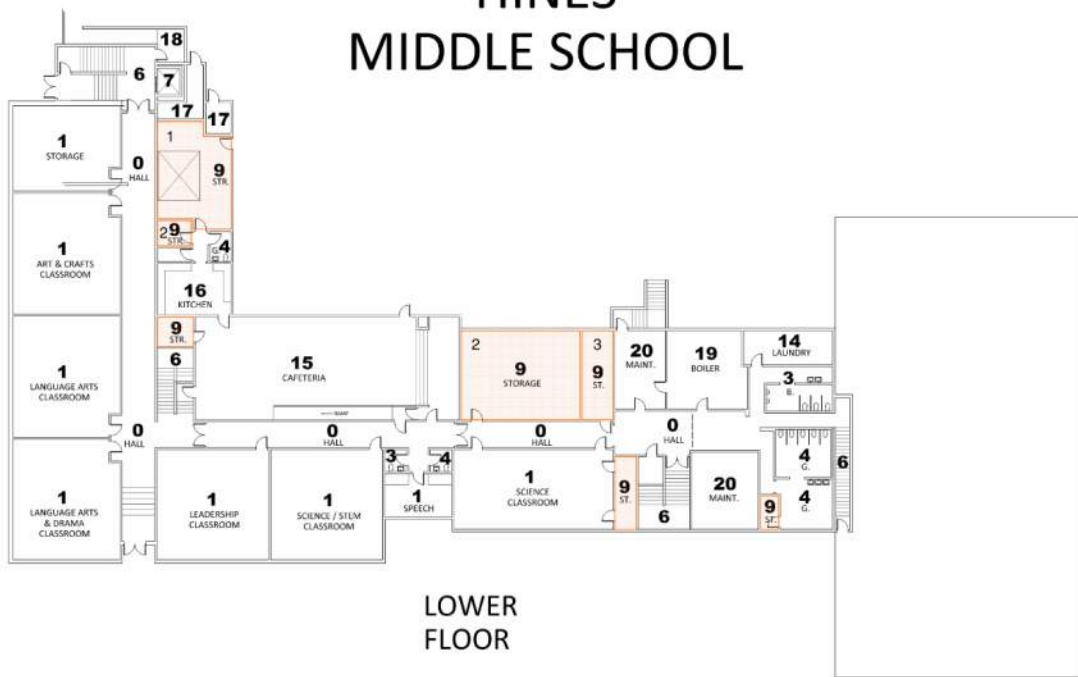 HINES
MIDDLE SCHOOL
18
6
7
17
17
1
STORAGE
0
HALL
1
9
STR.
2
9
STR.
4
1
ART & CRAFTS
CLASSROOM
16
KITCHEN
9
STR.
6
15
CAFETERIA
2
9
STORAGE
3
9
ST.
20
MAINT.
19
BOILER
14
LAUNDRY
3
B.
1
LANGUAGE ARTS
CLASSROOM
0
HALL
0
HALL
0
HALL
0
HALL
4
G.
6
1
LANGUAGE ARTS
& DRAMA
CLASSROOM
1
LEADERSHIP
CLASSROOM
1
SCIENCE / STEM
CLASSROOM
3
4
1
SPEECH
1
SCIENCE
CLASSROOM
9
ST.
6
20
MAINT.
9
ST.
4
G.
LOWER
FLOOR